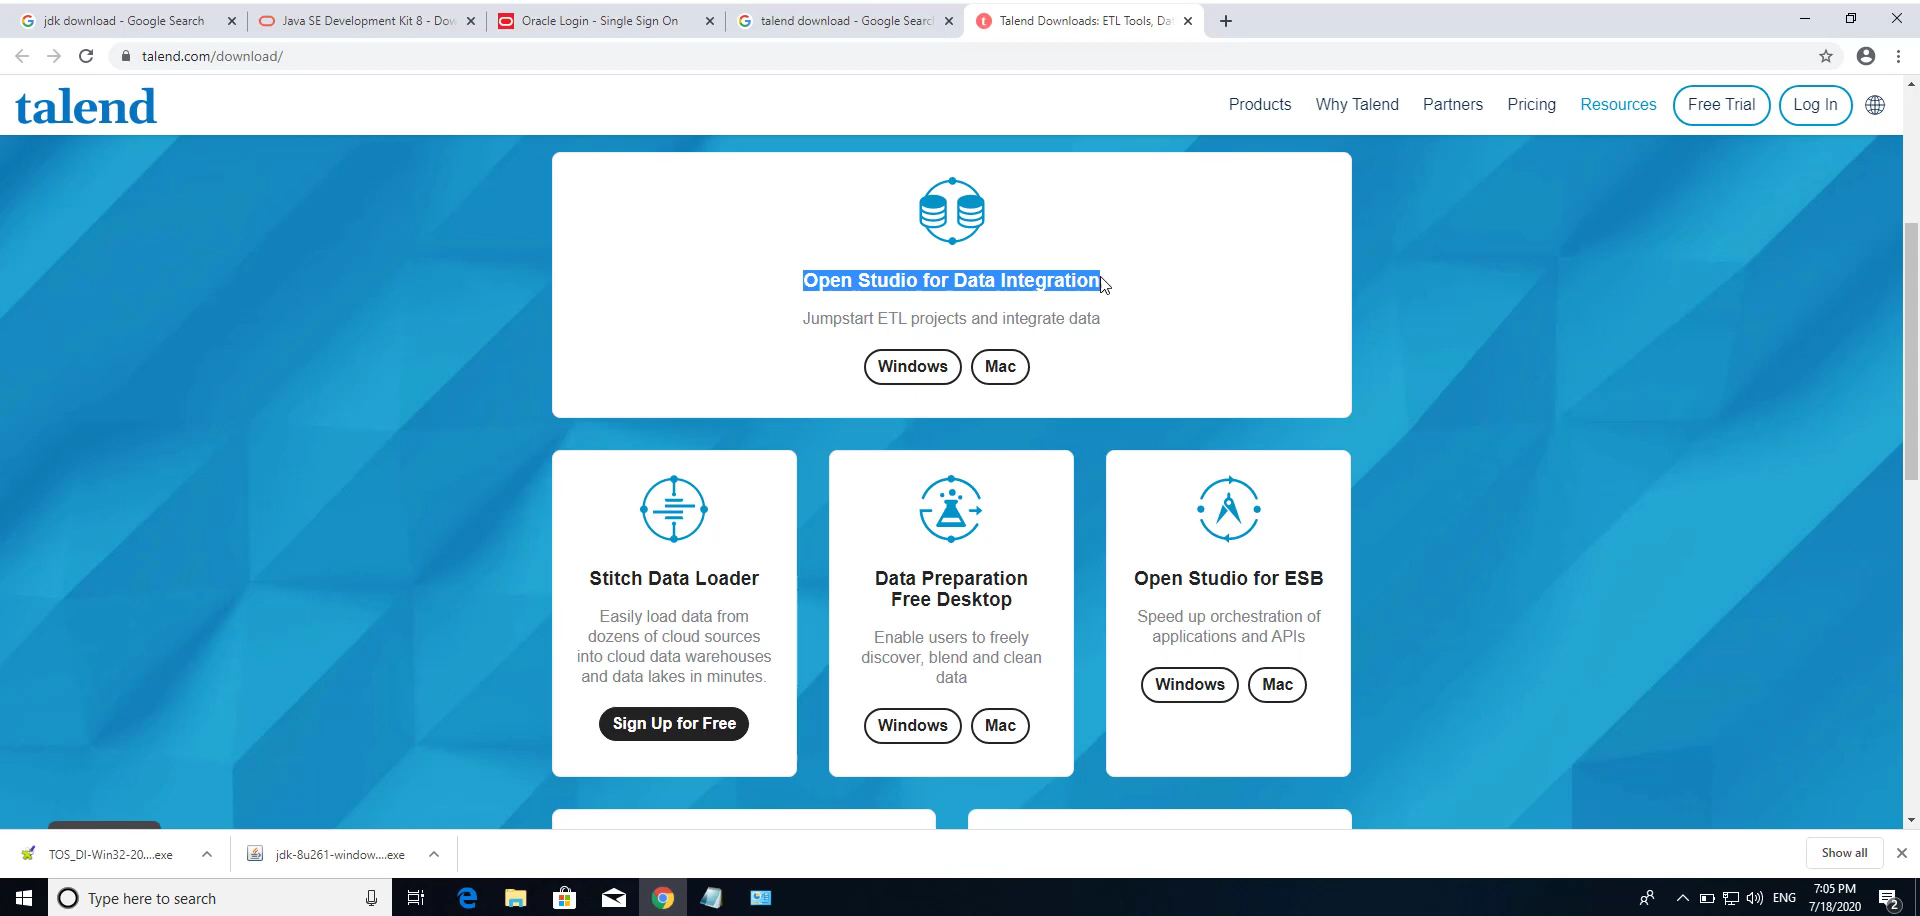 jdk download - Google Search
Java SE Development Kit 8 - Dow
Oracle Login - Single Sign On
talend download - Google Searc
Talend Downloads: ETL Tools, Da
talend.com/download/
talend
Products
Why Talend
Partners
Pricing
Resources
Free Trial
Log In
Open Studio for Data Integration
Jumpstart ETL projects and integrate data
Windows
Mac
Stitch Data Loader
Easily load data from
dozens of cloud sources
into cloud data warehouses
and data lakes in minutes.
Sign Up for Free
Data Preparation
Free Desktop
Enable users to freely
discover, blend and clean
data
Windows
Mac
Open Studio for ESB
Speed up orchestration of
applications and APIs
Windows
Mac
TOS_DI-Win32-20....exe
jdk-8u261-window....exe
Show all
Type here to search
ENG
7:05 PM
7/18/2020
2